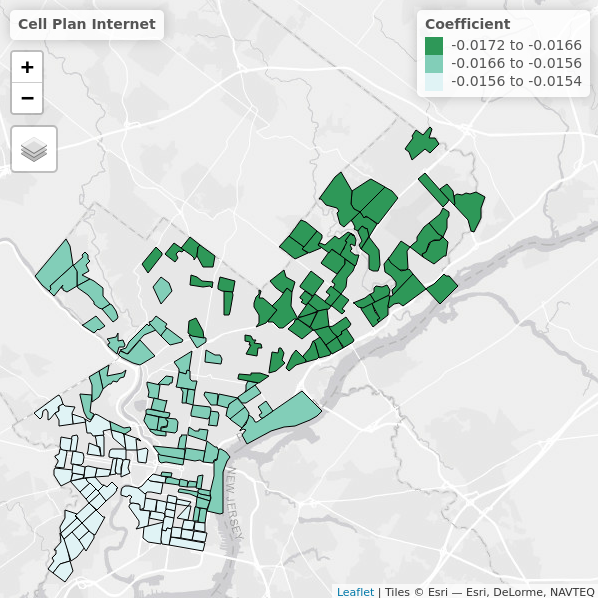 Cell Plan Internet
Coefficient
-0.0172 to -0.0166
-0.0166 to -0.0156
-0.0156 to -0.0154
+
−
NEW JERSEY
Leaflet | Tiles © Esri — Esri, DeLorme, NAVTEQ